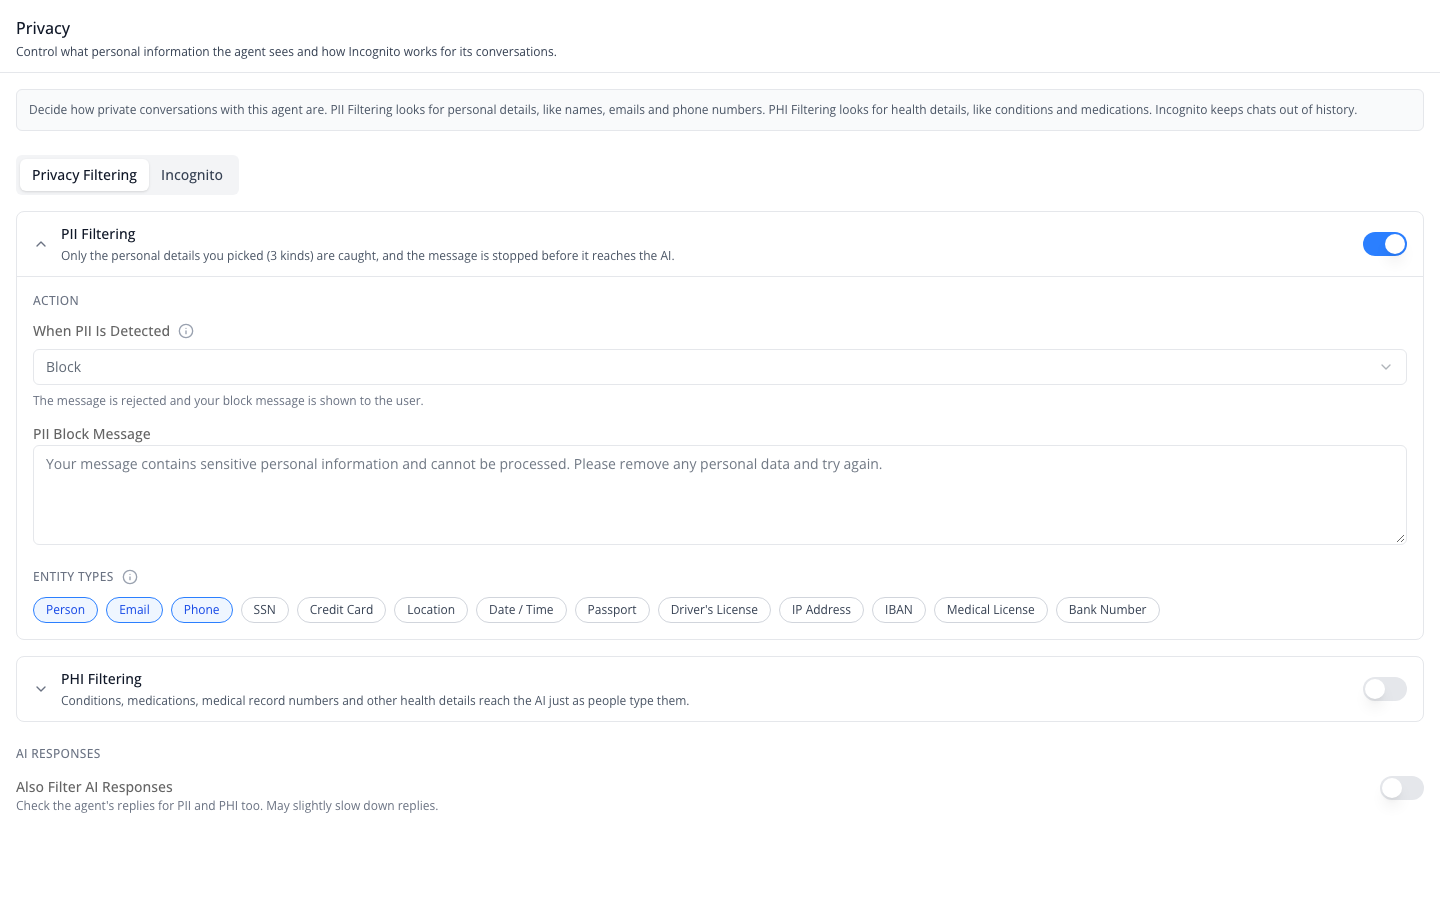 Privacy
Control what personal information the agent sees and how Incognito works for its conversations.
Decide how private conversations with this agent are. PII Filtering looks for personal details, like names, emails and phone numbers. PHI Filtering looks for health details, like conditions and medications. Incognito keeps chats out of history.
Privacy Filtering Incognito
PII Filtering
Only the personal details you picked (3 kinds) are caught, and the message is stopped before it reaches the AI.
ACTION
When PII Is Detected
Block
The message is rejected and your block message is shown to the user.
PII Block Message
Your message contains sensitive personal information and cannot be processed. Please remove any personal data and try again.
ENTITY TYPES
Person Email Phone SSN Credit Card Location Date / Time Passport Driver's License IP Address IBAN Medical License Bank Number
PHI Filtering
Conditions, medications, medical record numbers and other health details reach the AI just as people type them.
AI RESPONSES
Also Filter AI Responses
Check the agent's replies for PII and PHI too. May slightly slow down replies.